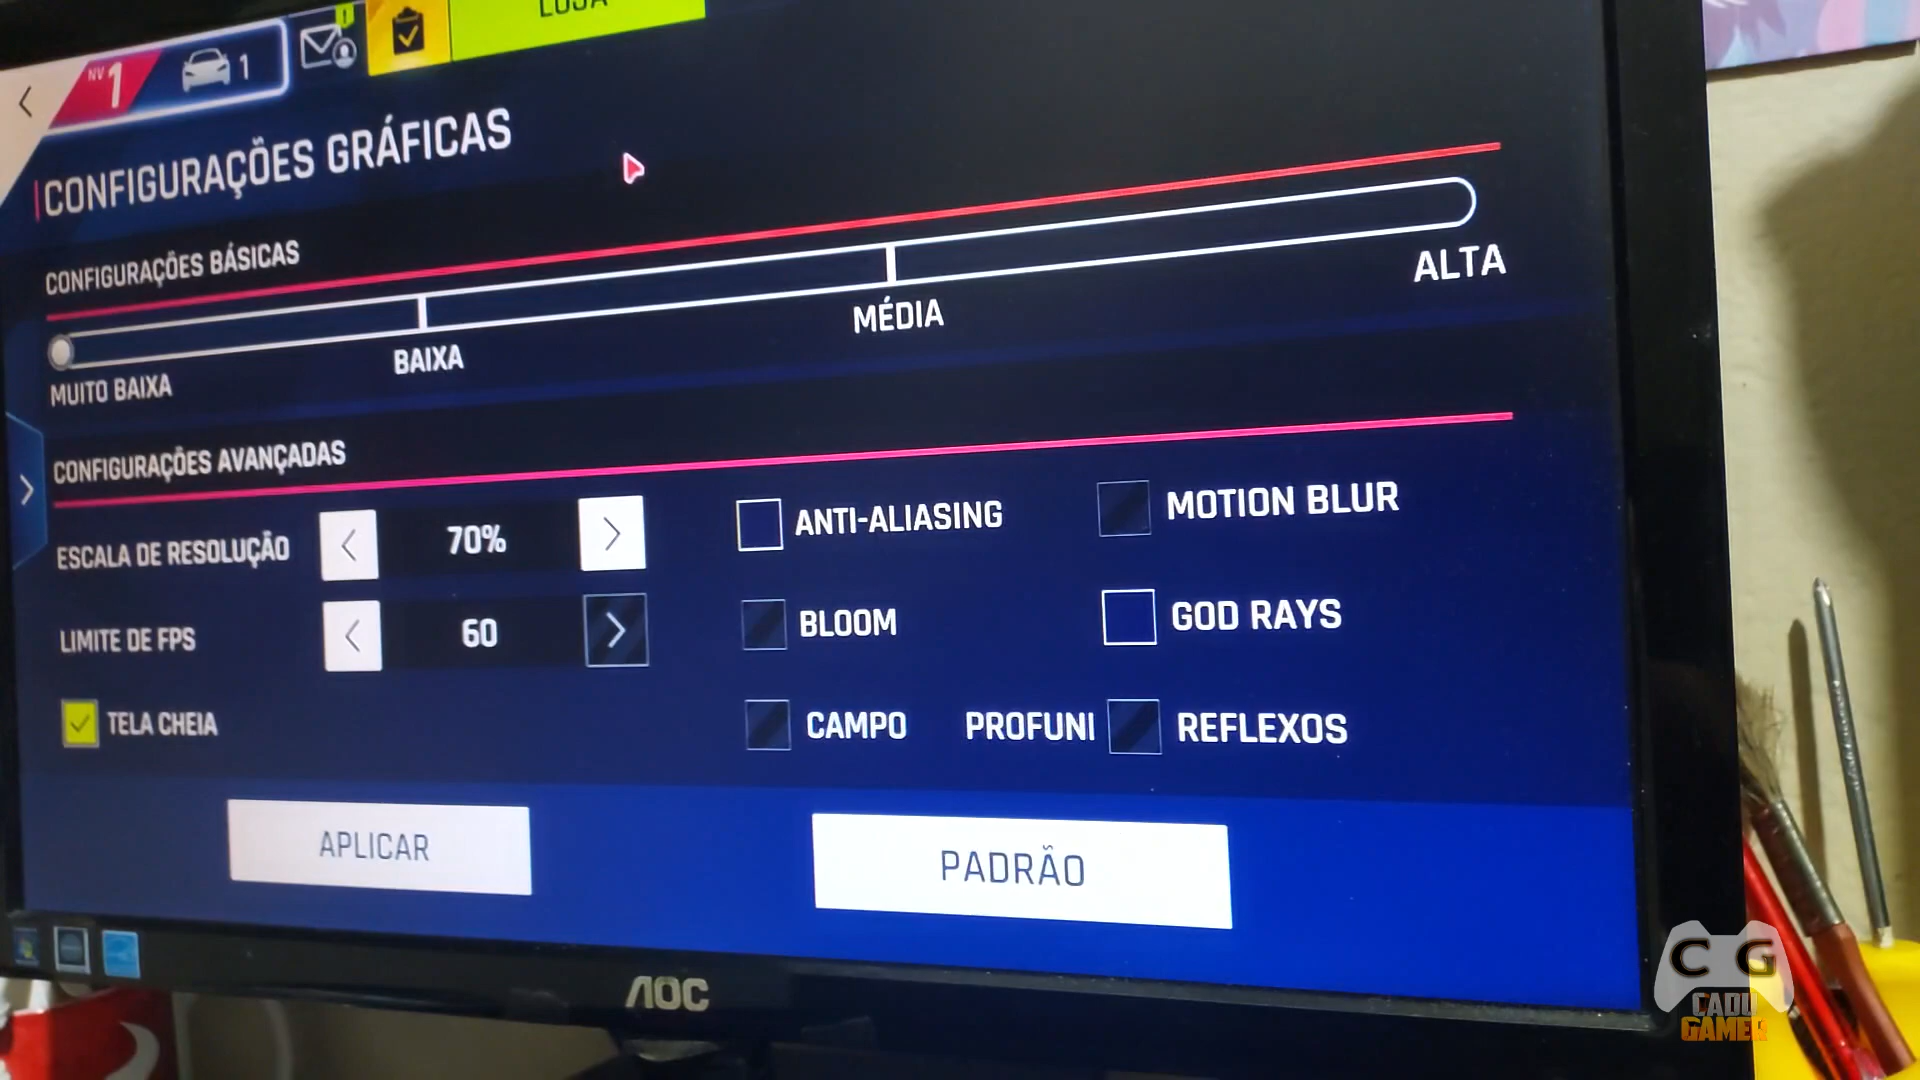 LOJA
NV 1
1
CONFIGURAÇÕES GRÁFICAS
CONFIGURAÇÕES BÁSICAS
MUITO BAIXA
BAIXA
MÉDIA
ALTA
CONFIGURAÇÕES AVANÇADAS
ESCALA DE RESOLUÇÃO
70%
ANTI-ALIASING
MOTION BLUR
LIMITE DE FPS
60
BLOOM
GOD RAYS
TELA CHEIA
CAMPO PROFUNI
REFLEXOS
APLICAR
PADRÃO
AOC
C G
CADU
GAMER